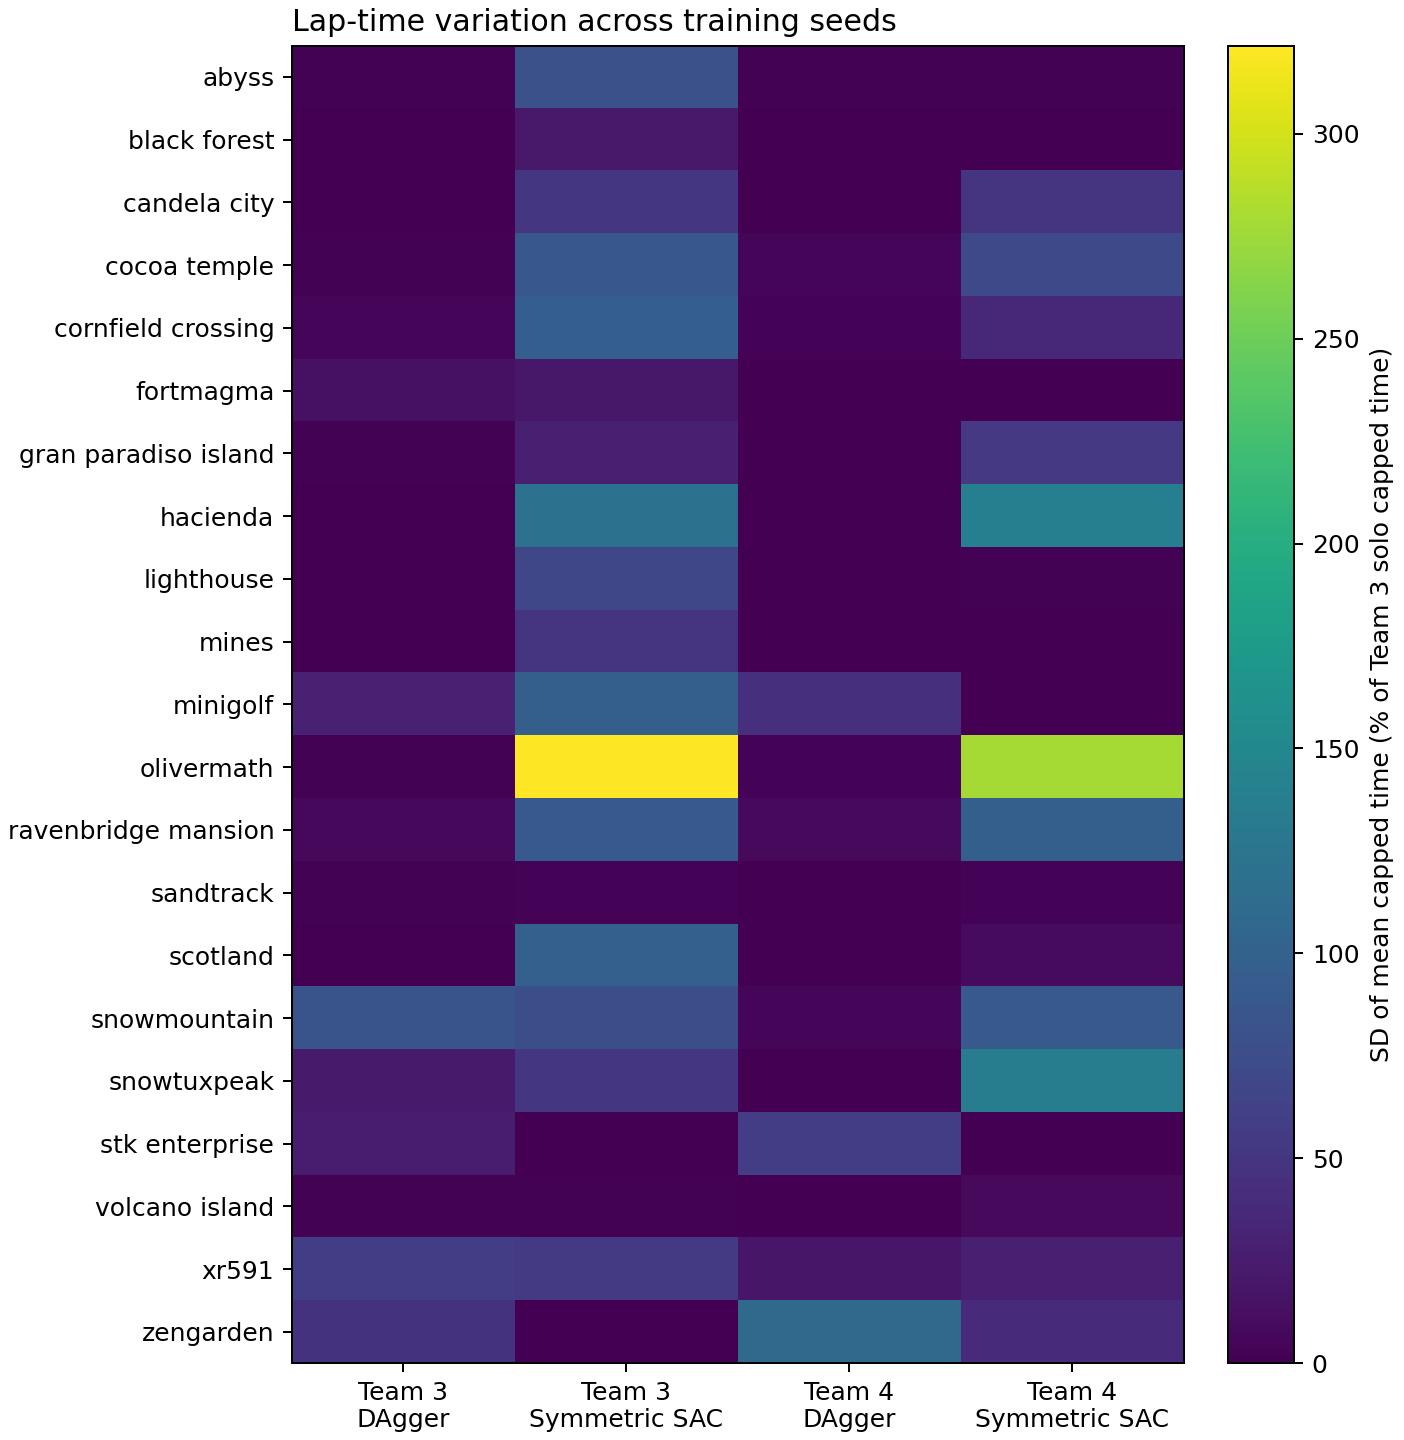 Lap-time variation across training seeds
abyss
black forest
candela city
cocoa temple
cornfield crossing
fortmagma
gran paradiso island
hacienda
lighthouse
mines
minigolf
olivermath
ravenbridge mansion
sandtrack
scotland
snowmountain
snowtuxpeak
stk enterprise
volcano island
xr591
zengarden
Team 3
DAgger
Team 3
Symmetric SAC
Team 4
DAgger
Team 4
Symmetric SAC
300
250
200
150
100
50
0
SD of mean capped time (% of Team 3 solo capped time)